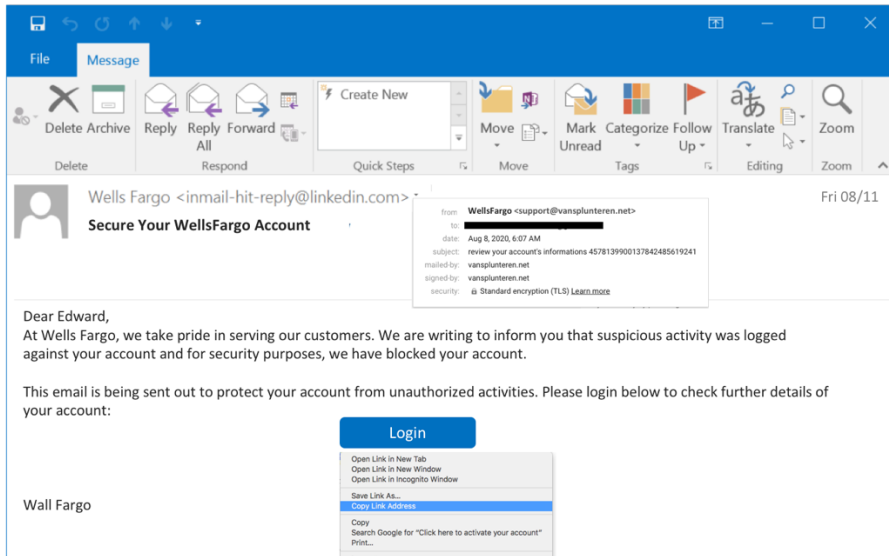 File
Message
Delete Archive
Reply Reply All Forward
Create New
Move
Mark Unread
Categorize
Follow Up
Translate
Zoom
Delete
Respond
Quick Steps
Move
Tags
Editing
Zoom
Wells Fargo <inmail-hit-reply@linkedin.com>
Fri 08/11
Secure Your WellsFargo Account
from: WellsFargo <support@vansplunteren.net>
to:
date: Aug 8, 2020, 6:07 AM
subject: review your account's informations 4578139900137842485619241
mailed-by: vansplunteren.net
signed-by: vansplunteren.net
security: Standard encryption (TLS) Learn more
Dear Edward,
At Wells Fargo, we take pride in serving our customers. We are writing to inform you that suspicious activity was logged
against your account and for security purposes, we have blocked your account.
This email is being sent out to protect your account from unauthorized activities. Please login below to check further details of
your account:
Login
Open Link in New Tab
Open Link in New Window
Open Link in Incognito Window
Save Link As...
Copy Link Address
Copy
Search Google for "Click here to activate your account"
Print...
Wall Fargo